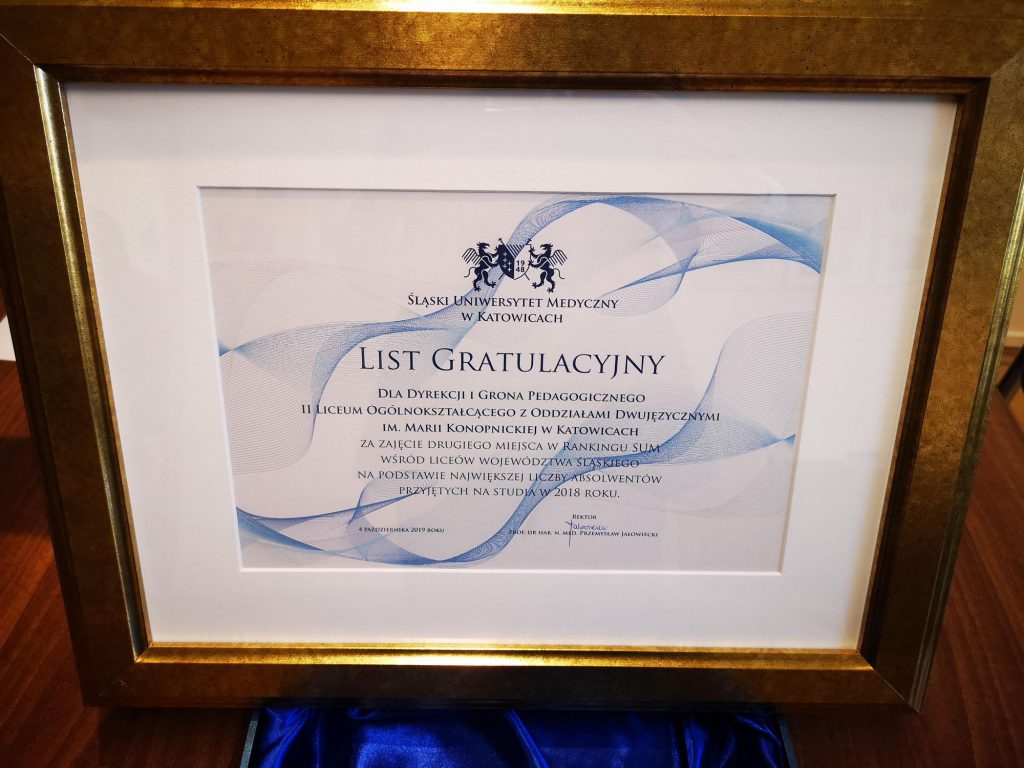 19
48
Śląski Uniwersytet Medyczny
w Katowicach
List Gratulacyjny
Dla Dyrekcji i Grona Pedagogicznego
II Liceum Ogólnokształcącego z Oddziałami Dwujęzycznymi
im. Marii Konopnickiej w Katowicach
za zajęcie drugiego miejsca w Rankingu SUM
wśród liceów województwa śląskiego
na podstawie największej liczby absolwentów
przyjętych na studia w 2018 roku.
Rektor
4 października 2019 roku
prof. dr hab. n. med. Przemysław Jałowiecki